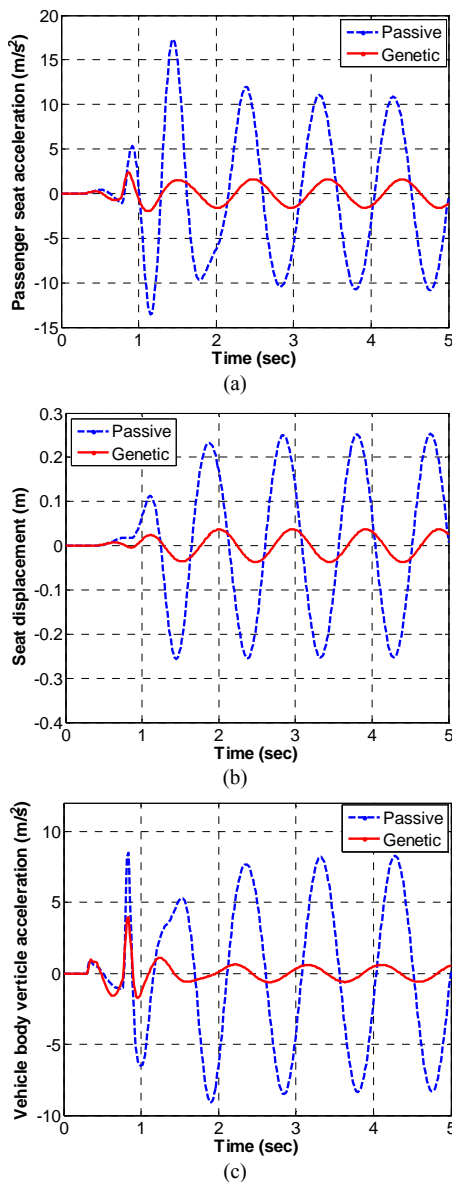 Passive
Genetic
Passenger seat acceleration (m/s²)
20
15
10
5
0
-5
-10
-15
0 1 2 3 4 5
Time (sec)
(a)
Passive
Genetic
Seat displacement (m)
0.3
0.2
0.1
0
-0.1
-0.2
-0.3
-0.4
0 1 2 3 4 5
Time (sec)
(b)
Passive
Genetic
Vehicle body verticle acceleration (m/s²)
10
5
0
-5
-10
0 1 2 3 4 5
Time (sec)
(c)